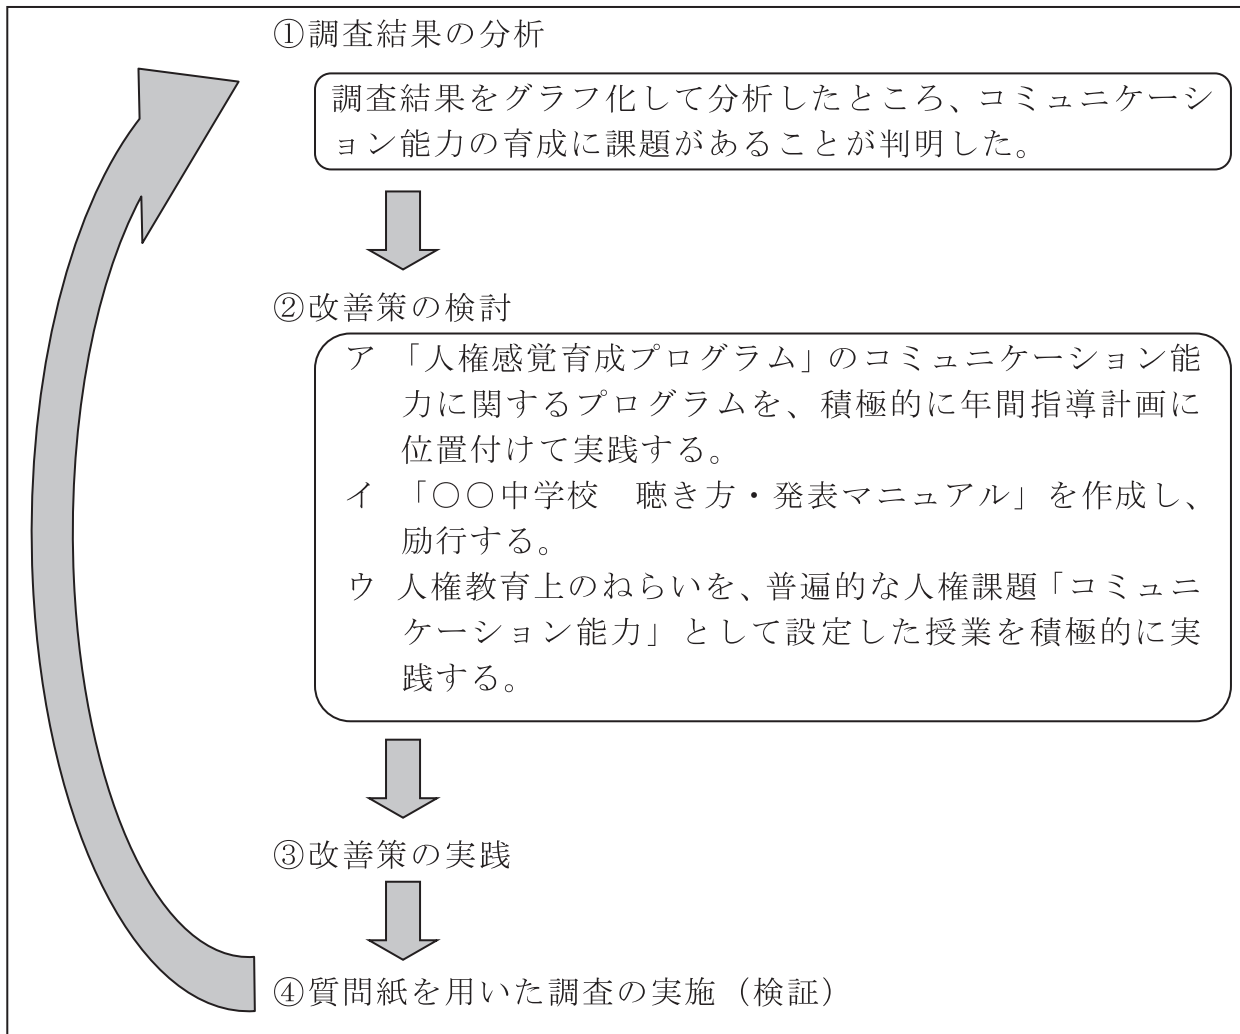 ①調査結果の分析
調査結果をグラフ化して分析したところ、コミュニケーシ
ョン能力の育成に課題があることが判明した。
②改善策の検討
ア 「人権感覚育成プログラム」のコミュニケーション能
力に関するプログラムを、積極的に年間指導計画に
位置付けて実践する。
イ 「○○中学校　聴き方・発表マニュアル」を作成し、
励行する。
ウ 人権教育上のねらいを、普遍的な人権課題「コミュニ
ケーション能力」として設定した授業を積極的に実
践する。
③改善策の実践
④質問紙を用いた調査の実施（検証）